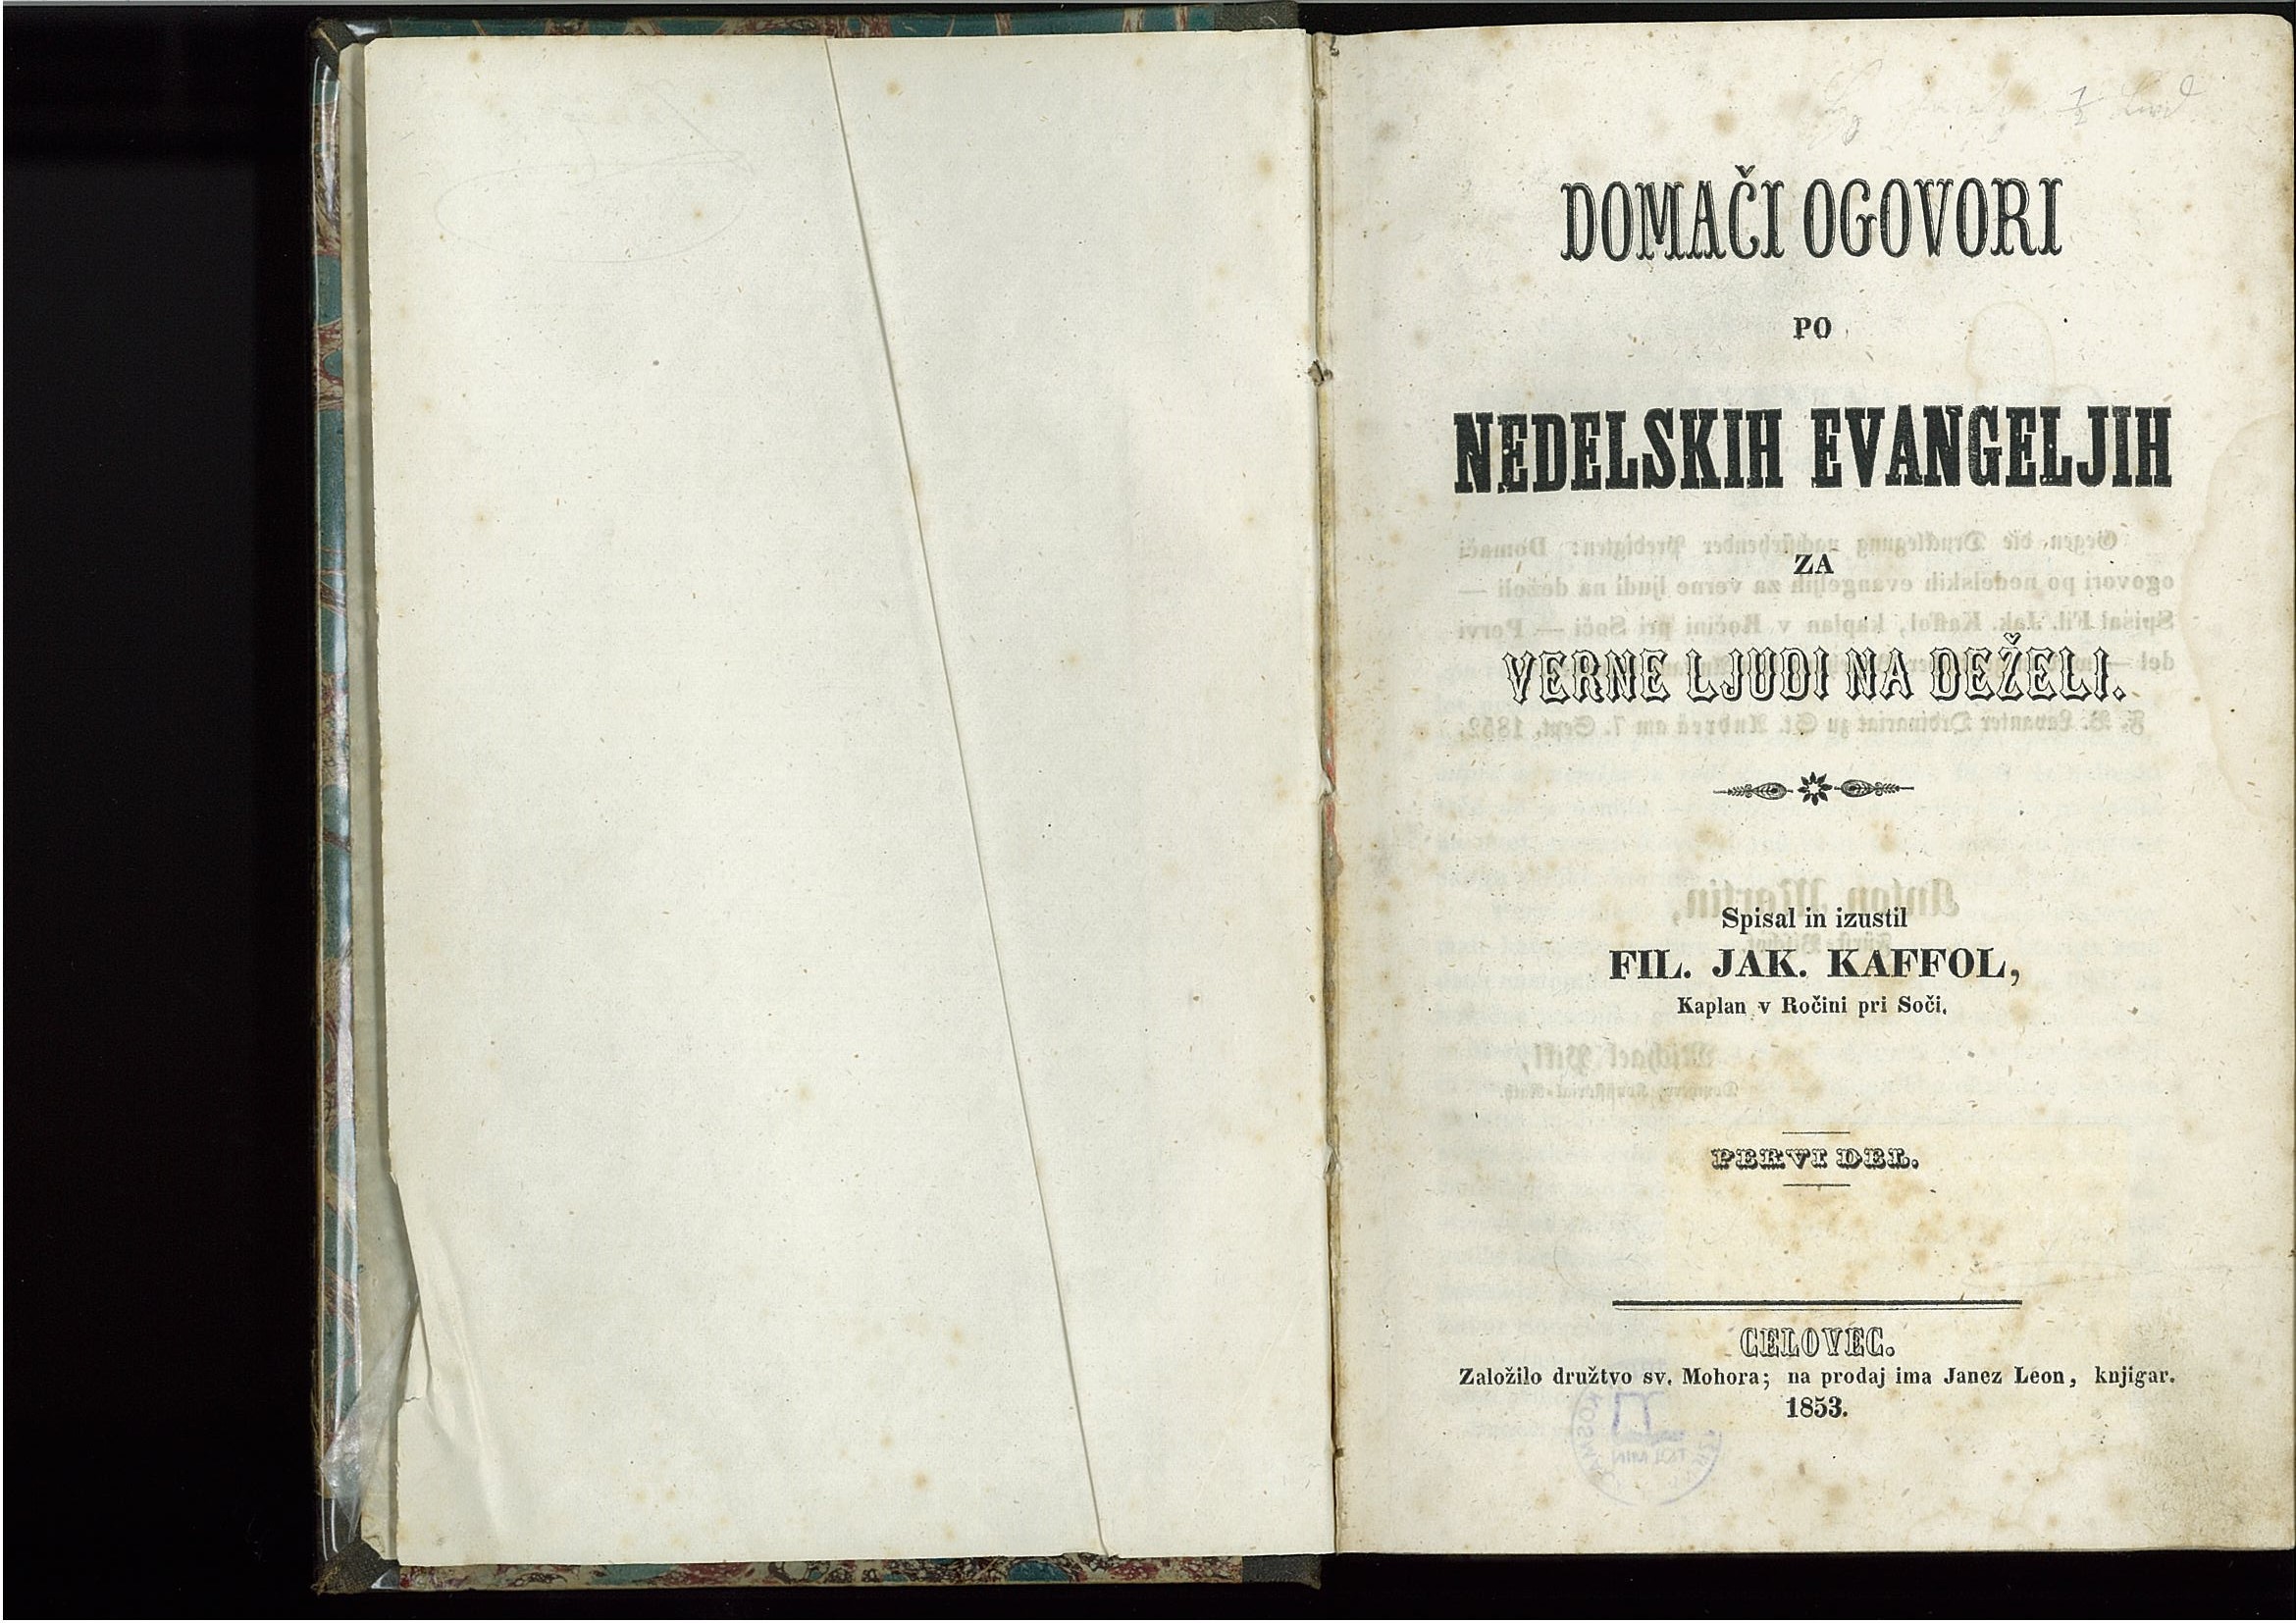 DOMAČI OGOVORI
PO
NEDELSKIH EVANGELJIH
ZA
VERNE LJUDI NA DEŽELI.
Spisal in izustil
FIL. JAK. KAFFOL,
Kaplan v Ročini pri Soči.
PERVI DEL.
CELOVEC.
Založilo družtvo sv. Mohora; na prodaj ima Janez Leon, knjigar.
1853.